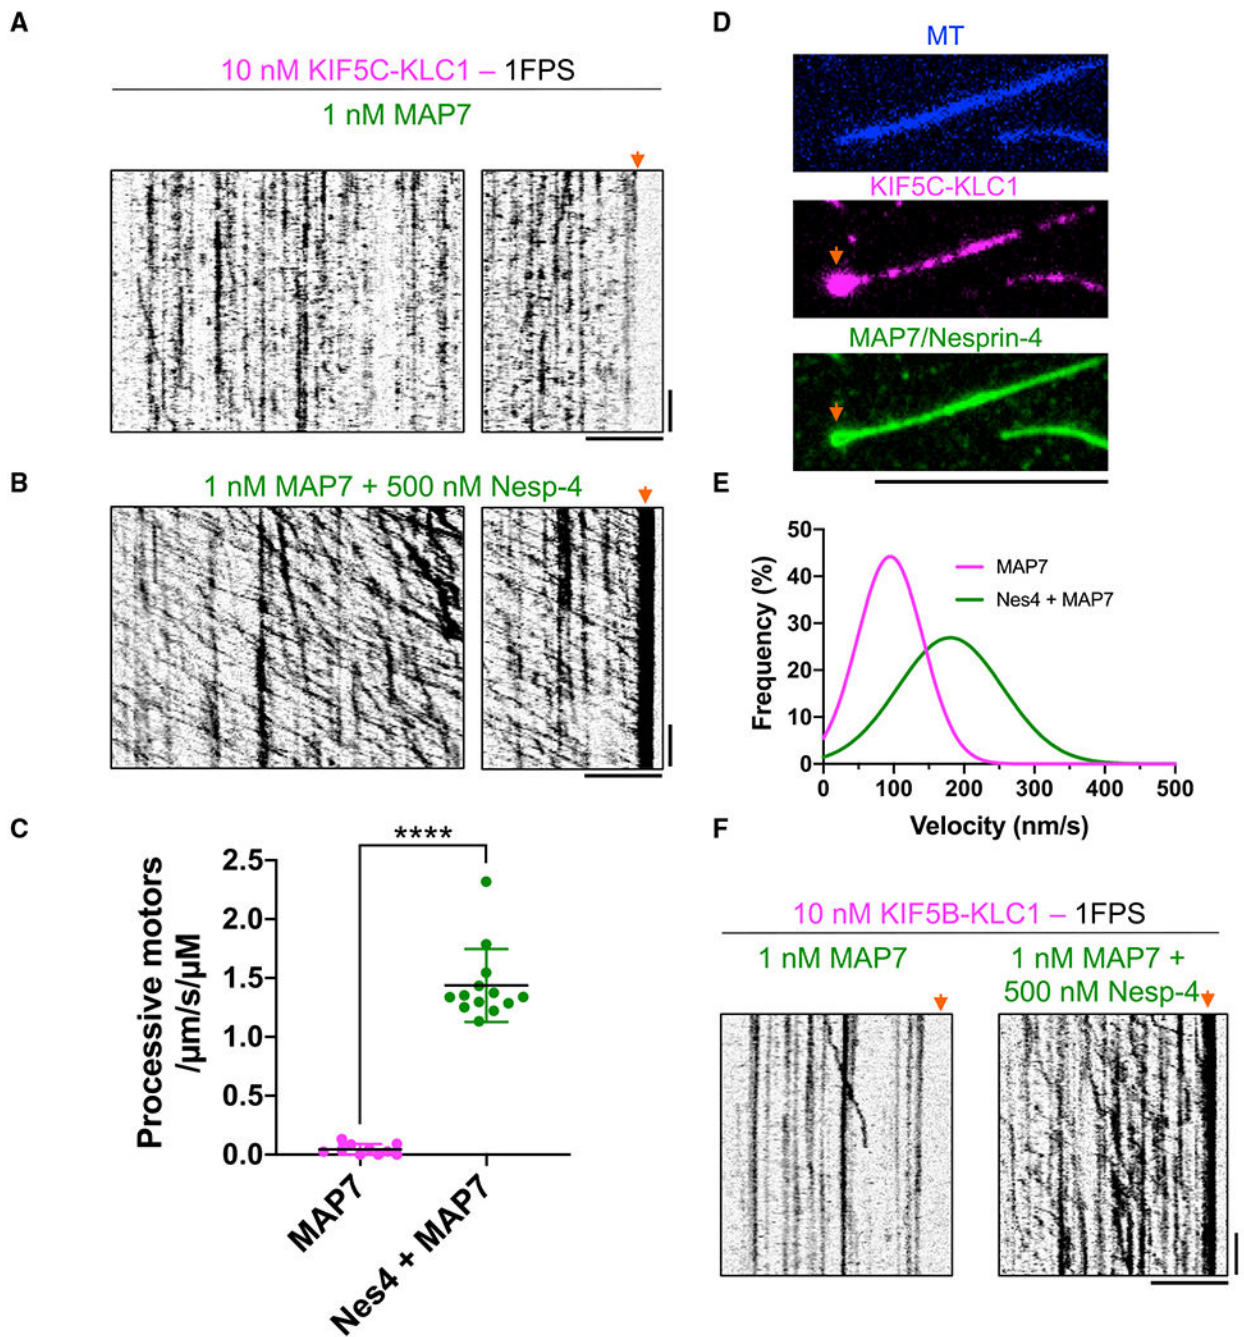 A
10 nM KIF5C-KLC1 – 1FPS
1 nM MAP7
B
1 nM MAP7 + 500 nM Nesp-4
C
****
Processive motors
/μm/s/μM
2.5
2.0
1.5
1.0
0.5
0.0
MAP7
Nes4 + MAP7
D
MT
KIF5C-KLC1
MAP7/Nesprin-4
E
Frequency (%)
50
40
30
20
10
0
MAP7
Nes4 + MAP7
0 100 200 300 400 500
Velocity (nm/s)
F
10 nM KIF5B-KLC1 – 1FPS
1 nM MAP7
1 nM MAP7 +
500 nM Nesp-4